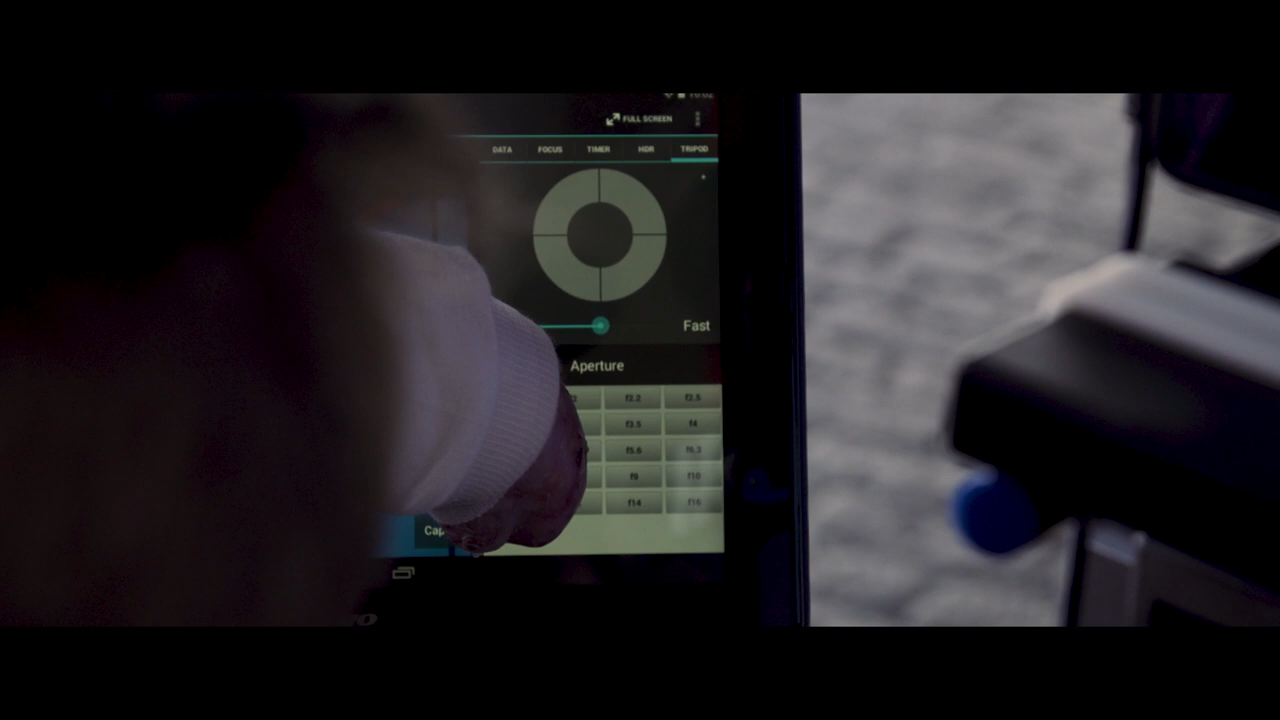 FULL SCREEN
DATA FOCUS TIMER HDR TRIPOD
Fast
Aperture
f2.2 f2.5
f3.5 f4
f5.6 f6.3
f9 f10
f14 f16
Cap